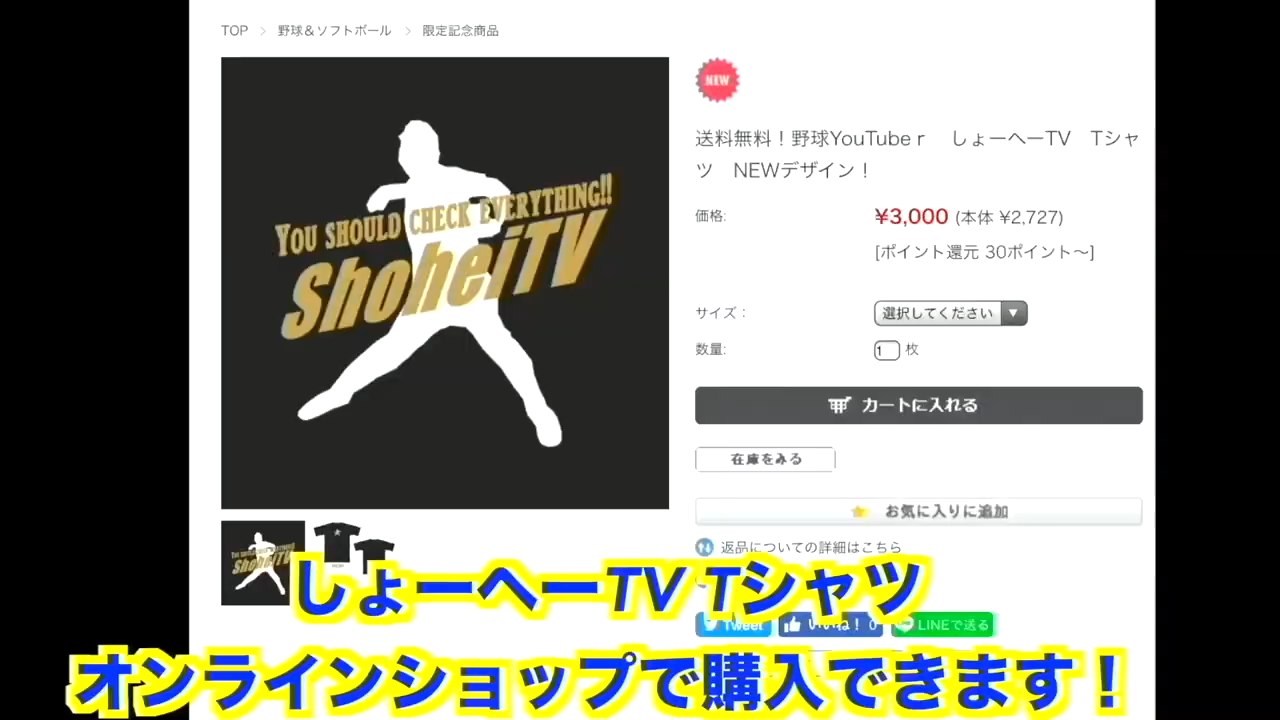 TOP > 野球＆ソフトボール > 限定記念商品
NEW
送料無料！野球YouTubeｒ　しょーへーTV　Tシャ
ツ　NEWデザイン！
価格:
¥3,000 (本体 ¥2,727)
[ポイント還元 30ポイント～]
サイズ：
選択してください
数量:
1 枚
カートに入れる
在庫をみる
お気に入りに追加
返品についての詳細はこちら
YOU SHOULD CHECK EVERYTHING!!
ShoheiTV
YOU SHOULD CHECK EVERYTHING!!
ShoheiTV
Tweet
いいね！ 0
LINEで送る
しょーへーTV Tシャツ
オンラインショップで購入できます！